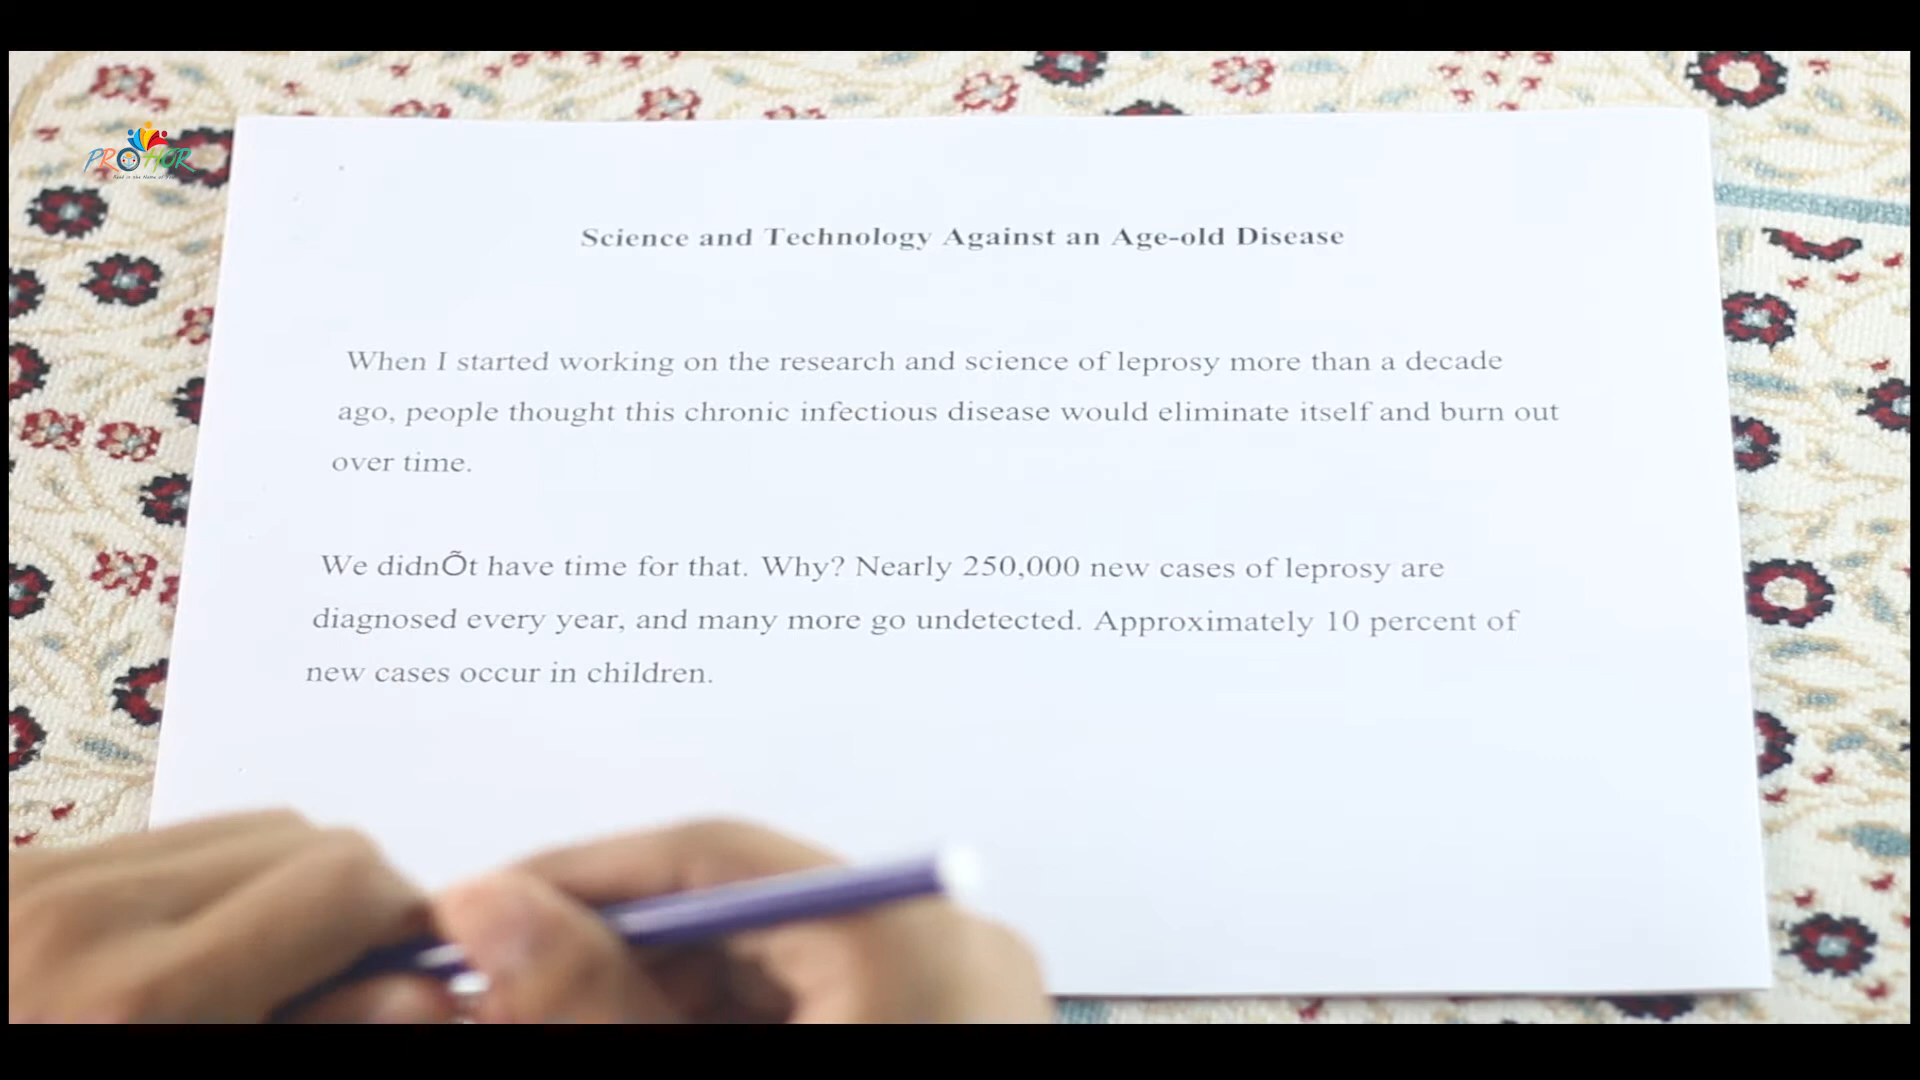 PROHOR
Science and Technology Against an Age-old Disease
When I started working on the research and science of leprosy more than a decade
ago, people thought this chronic infectious disease would eliminate itself and burn out
over time.
We didnÕt have time for that. Why? Nearly 250,000 new cases of leprosy are
diagnosed every year, and many more go undetected. Approximately 10 percent of
new cases occur in children.